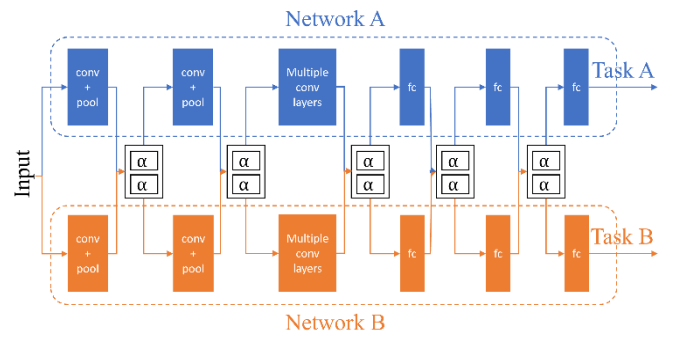 Network A
conv
+
pool
conv
+
pool
Multiple
conv
layers
fc
fc
fc
Task A
Input
α
α
α
α
α
α
α
α
α
α
conv
+
pool
conv
+
pool
Multiple
conv
layers
fc
fc
fc
Task B
Network B